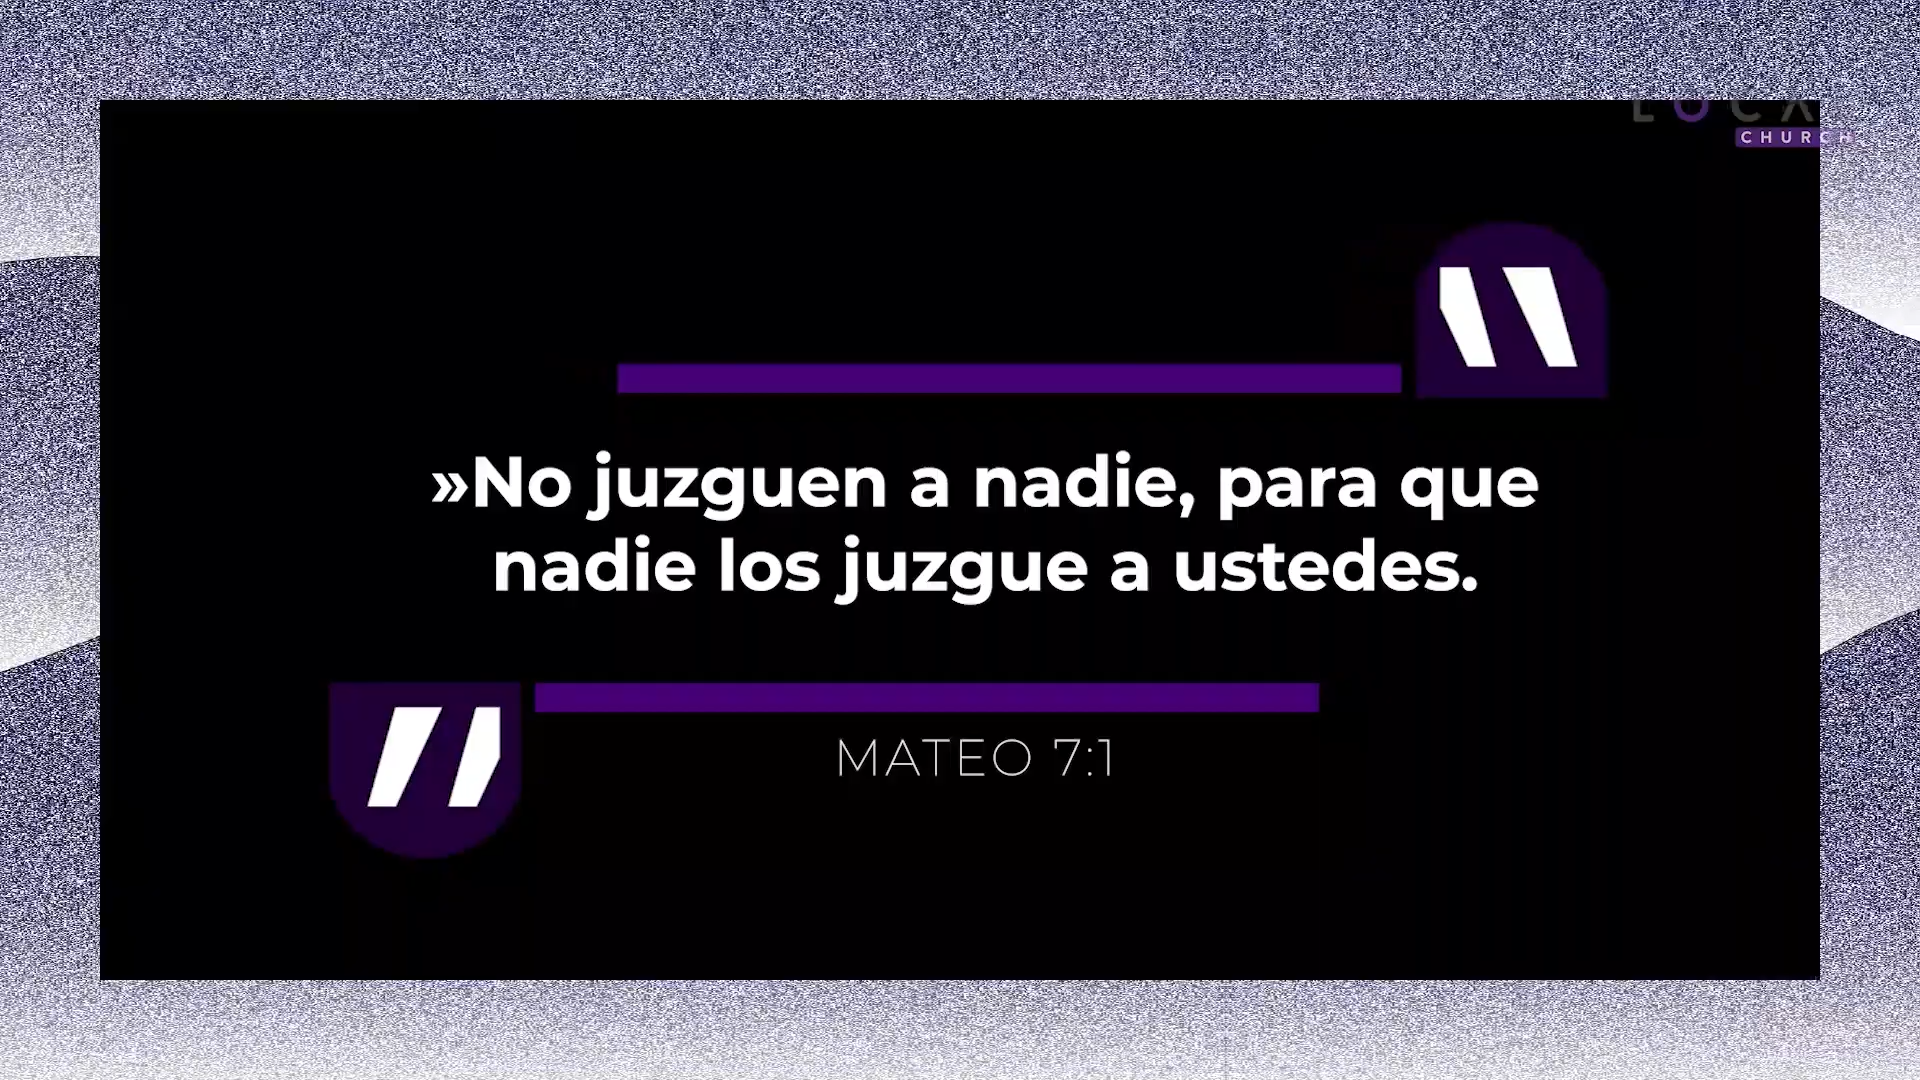 CHURCH
»No juzguen a nadie, para que
nadie los juzgue a ustedes.
MATEO 7:1